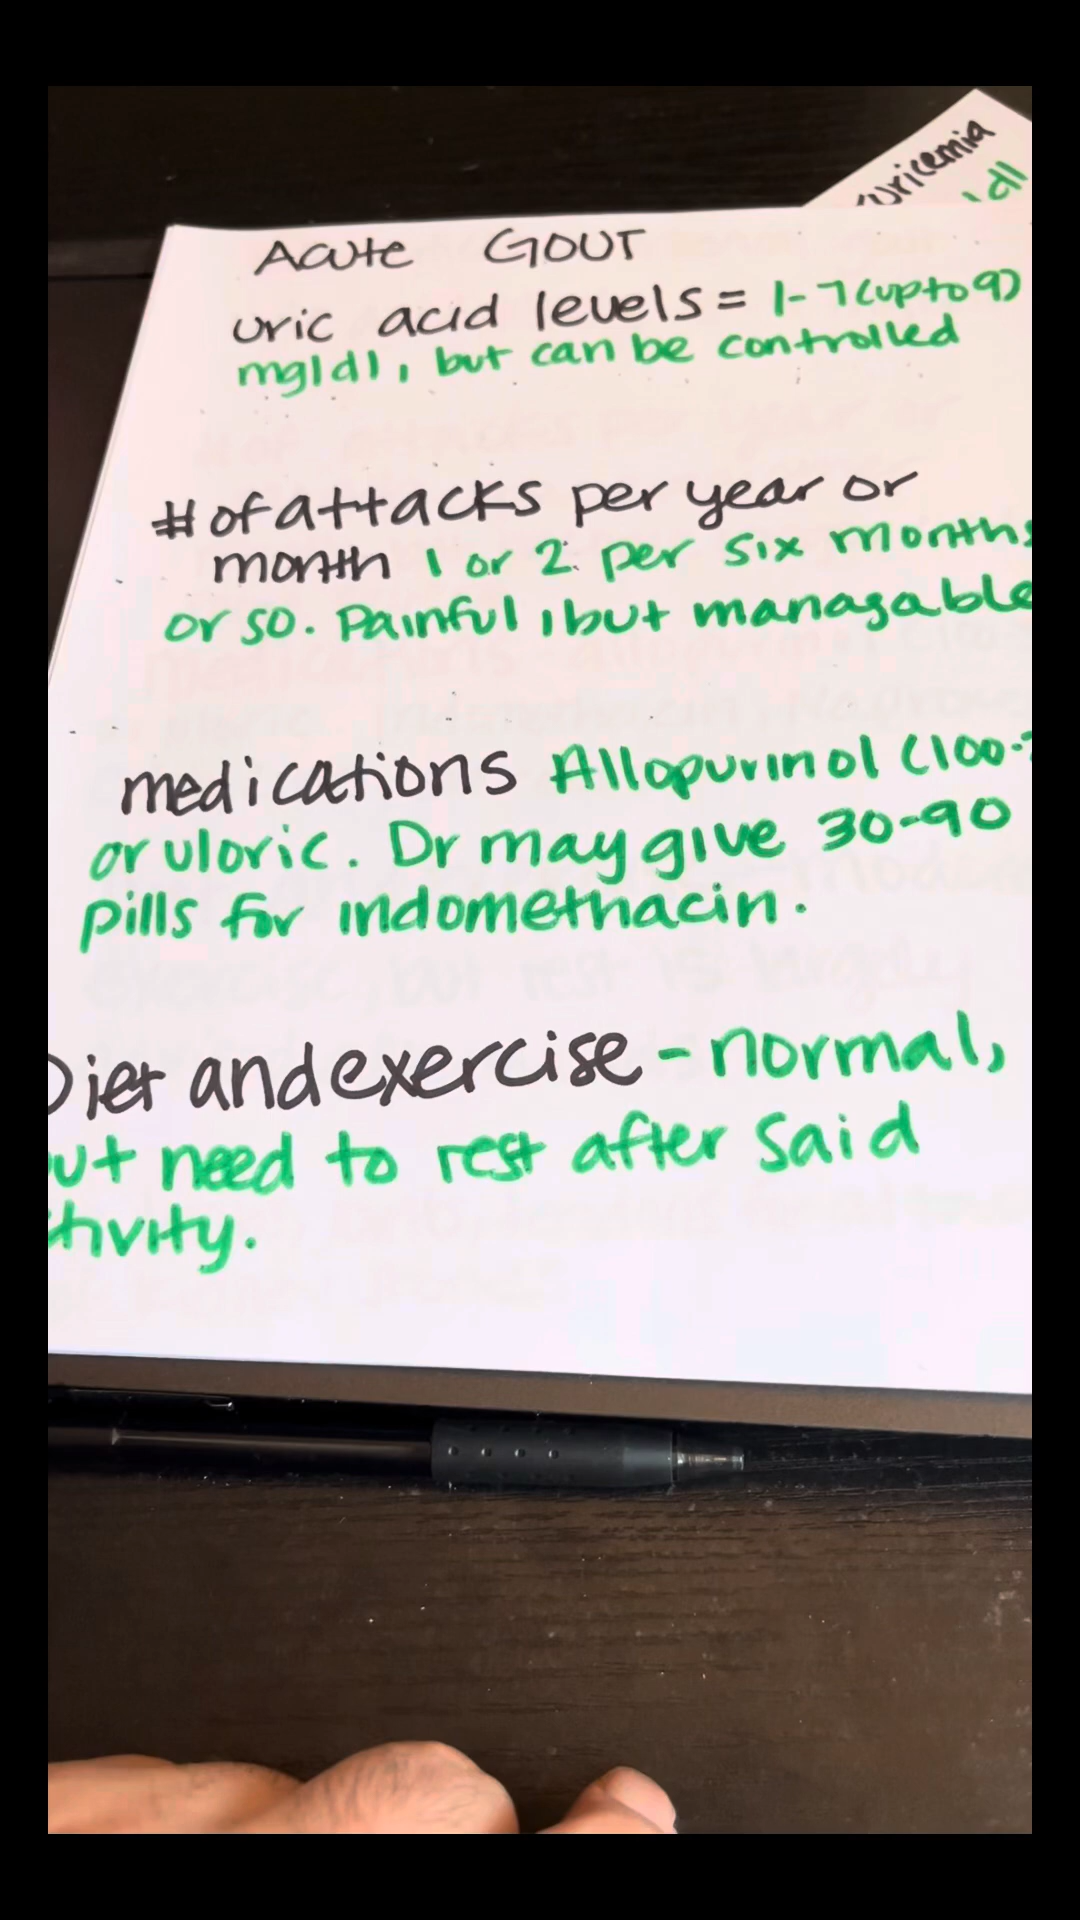 uricemia
Acute GOUT
uric acid levels = 1-7 (up to 9)
mg/dl, but can be controlled
# of attacks per year or
month 1 or 2 per six months
or so. Painful, but managable
medications Allopurinol (100-
or uloric. Dr may give 30-90
pills for indomethacin.
Diet and exercise - normal,
ut need to rest after said
tivity.